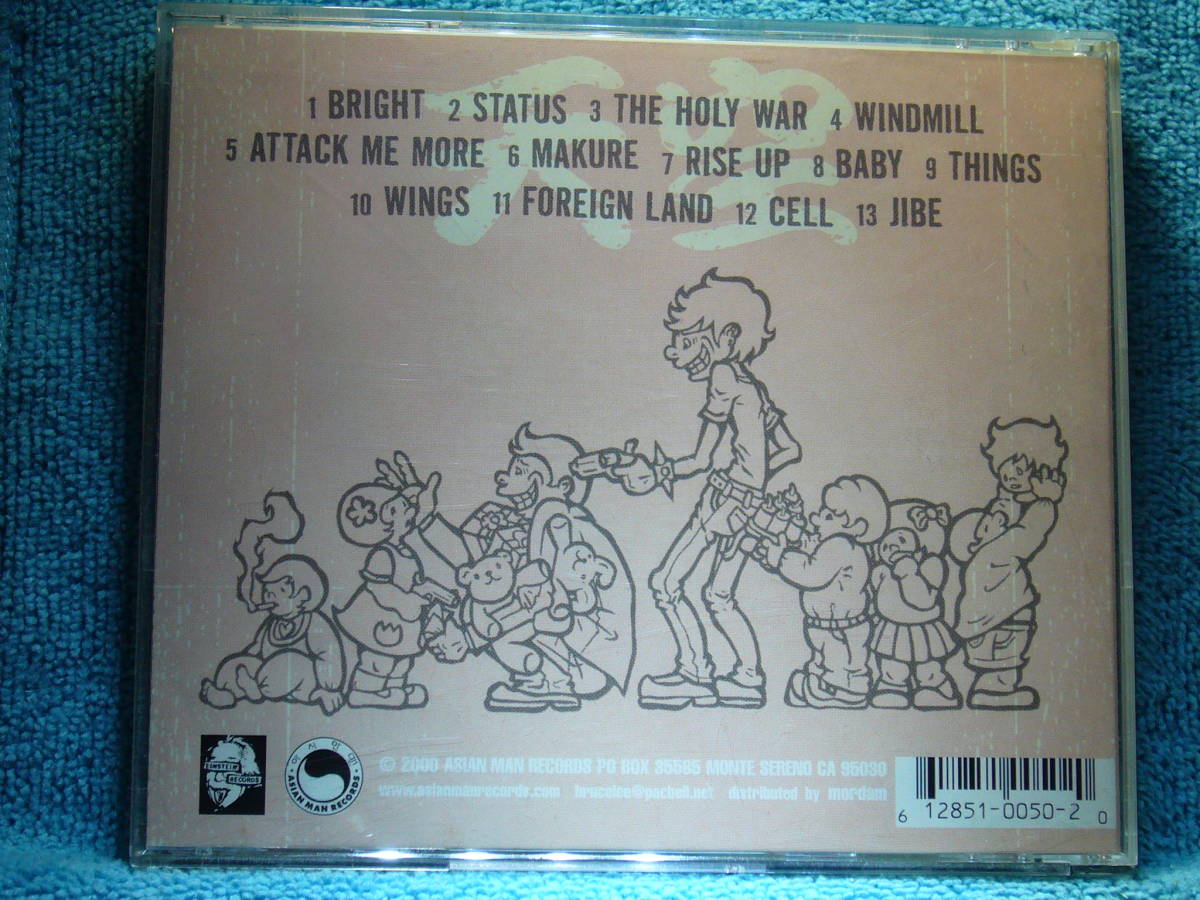 1 BRIGHT 2 STATUS 3 THE HOLY WAR 4 WINDMILL
5 ATTACK ME MORE 6 MAKURE 7 RISE UP 8 BABY 9 THINGS
10 WINGS 11 FOREIGN LAND 12 CELL 13 JIBE
EINSTEIN
RECORDS
ASIAN MAN RECORDS
© 2000 ASIAN MAN RECORDS PO BOX 35585 MONTE SERENO CA 95030
www.asianmanrecords.com brucelee@pacbell.net distributed by mordam
6 12851-0050-2 0